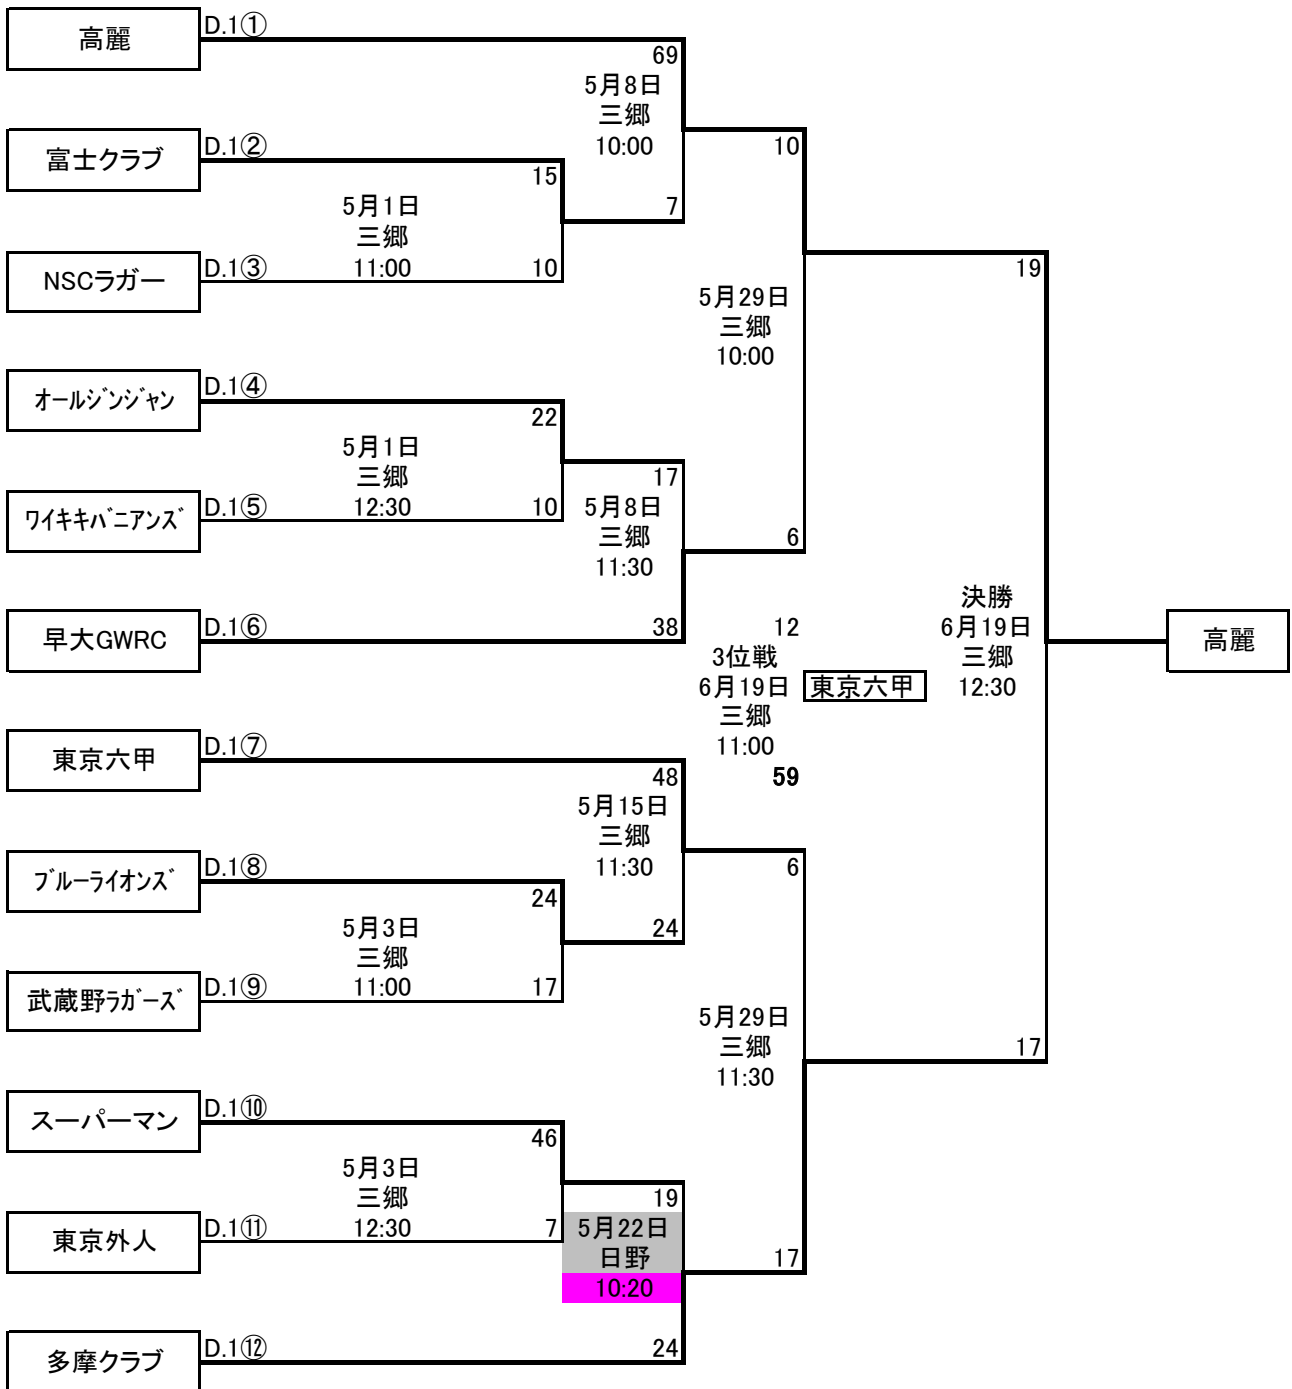 高麗
D.1①
69
5月8日
三郷
10:00
富士クラブ
D.1②
15
10
5月1日
三郷
11:00
7
NSCラガー
D.1③
10
19
5月29日
三郷
10:00
オールジンジャン
D.1④
22
5月1日
三郷
12:30
17
5月8日
三郷
11:30
ワイキキバニアンズ
D.1⑤
10
6
早大GWRC
D.1⑥
38
12
3位戦
6月19日
三郷
11:00
59
東京六甲
決勝
6月19日
三郷
12:30
高麗
東京六甲
D.1⑦
48
5月15日
三郷
11:30
6
ブルーライオンズ
D.1⑧
24
5月3日
三郷
11:00
24
武蔵野ラガーズ
D.1⑨
17
5月29日
三郷
11:30
17
スーパーマン
D.1⑩
46
5月3日
三郷
12:30
19
5月22日
日野
10:20
東京外人
D.1⑪
7
17
多摩クラブ
D.1⑫
24